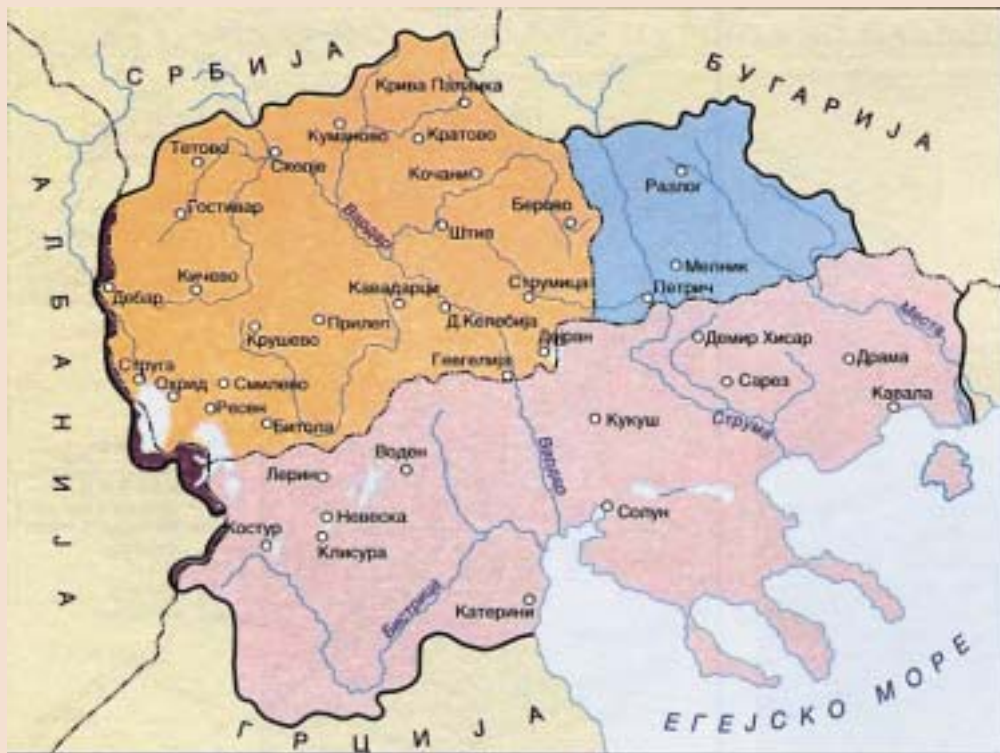 СРБИЈА
БУГАРИЈА
АЛБАНИЈА
Крива Паланка
Куманово
Кратово
Тетово
Скопје
Кочани
Разлог
Гостивар
Берово
Вардар
Штип
Мелник
Кичево
Дебар
Струмица
Петрич
Кавадарци
Места
Прилеп
Д.Келебија
Крушево
Дојран
Демир Хисар
Гевгелија
Драма
Струга
Охрид
Смилево
Сарез
Кавала
Ресен
Битола
Кукуш
Струма
Воден
Вардар
Лерин
Солун
Невеска
Костур
Клисура
Бистрица
Катерини
ГРЦИЈА
ЕГЕЈСКО МОРЕ